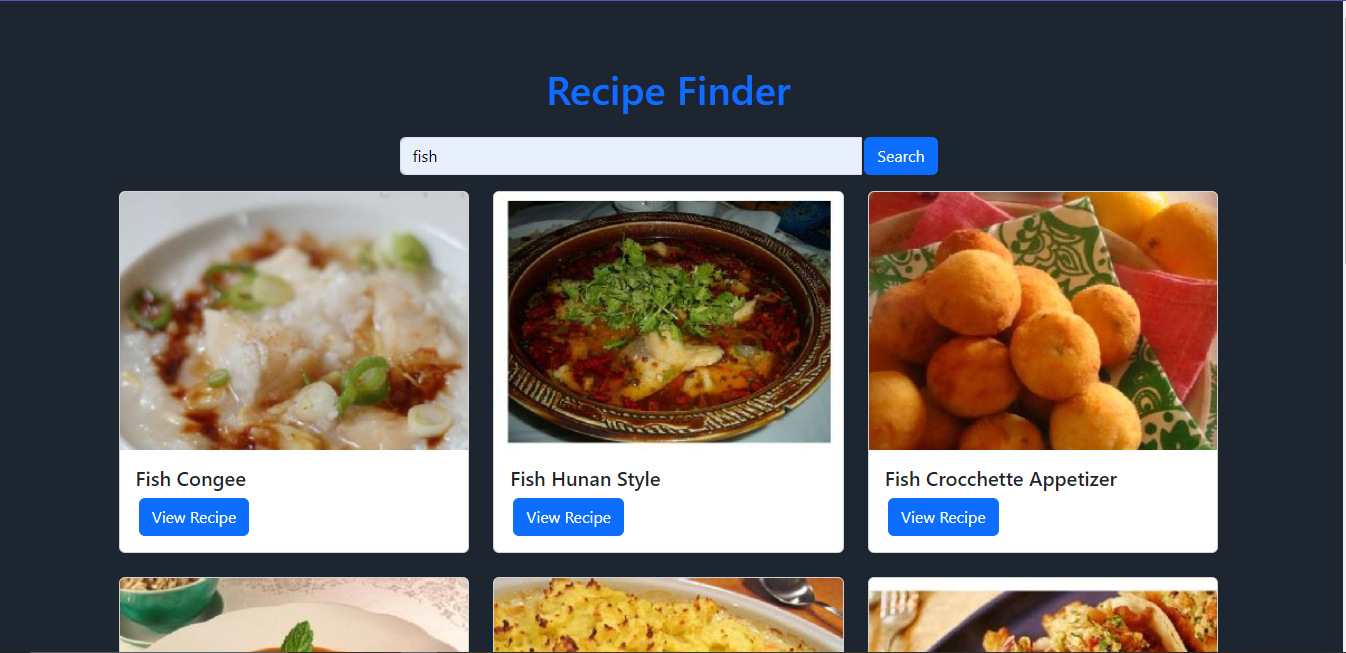 Recipe Finder
fish
Search
Fish Congee
View Recipe
Fish Hunan Style
View Recipe
Fish Crocchette Appetizer
View Recipe